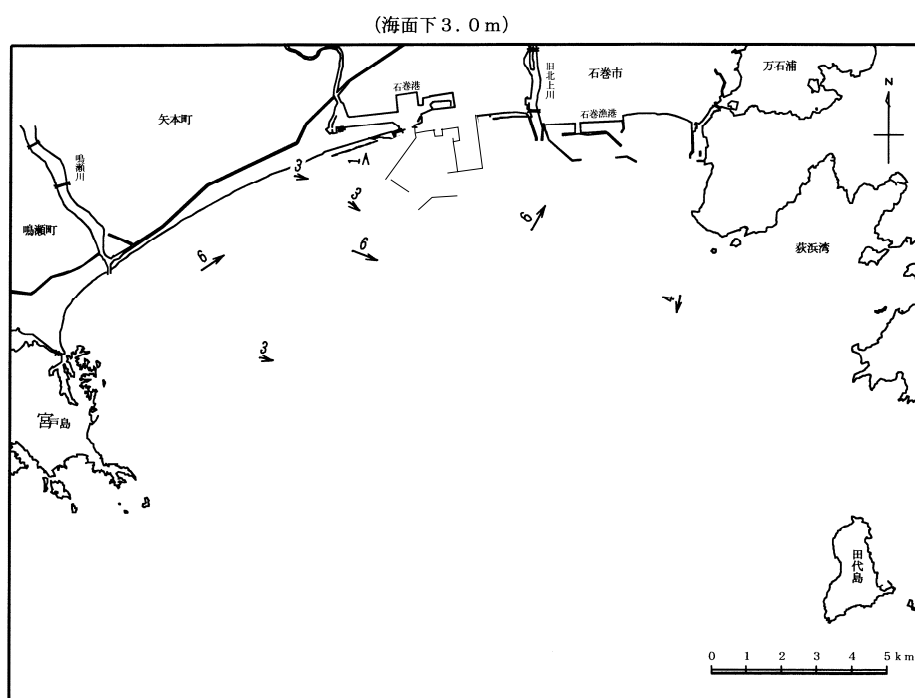 (海面下３.０ｍ)
石巻港
旧北上川
石巻市
万石浦
N
矢本町
石巻漁港
鳴瀬川
3
1
3
6
鳴瀬町
6
6
荻浜湾
4
3
宮戸島
田代島
0 1 2 3 4 5 km